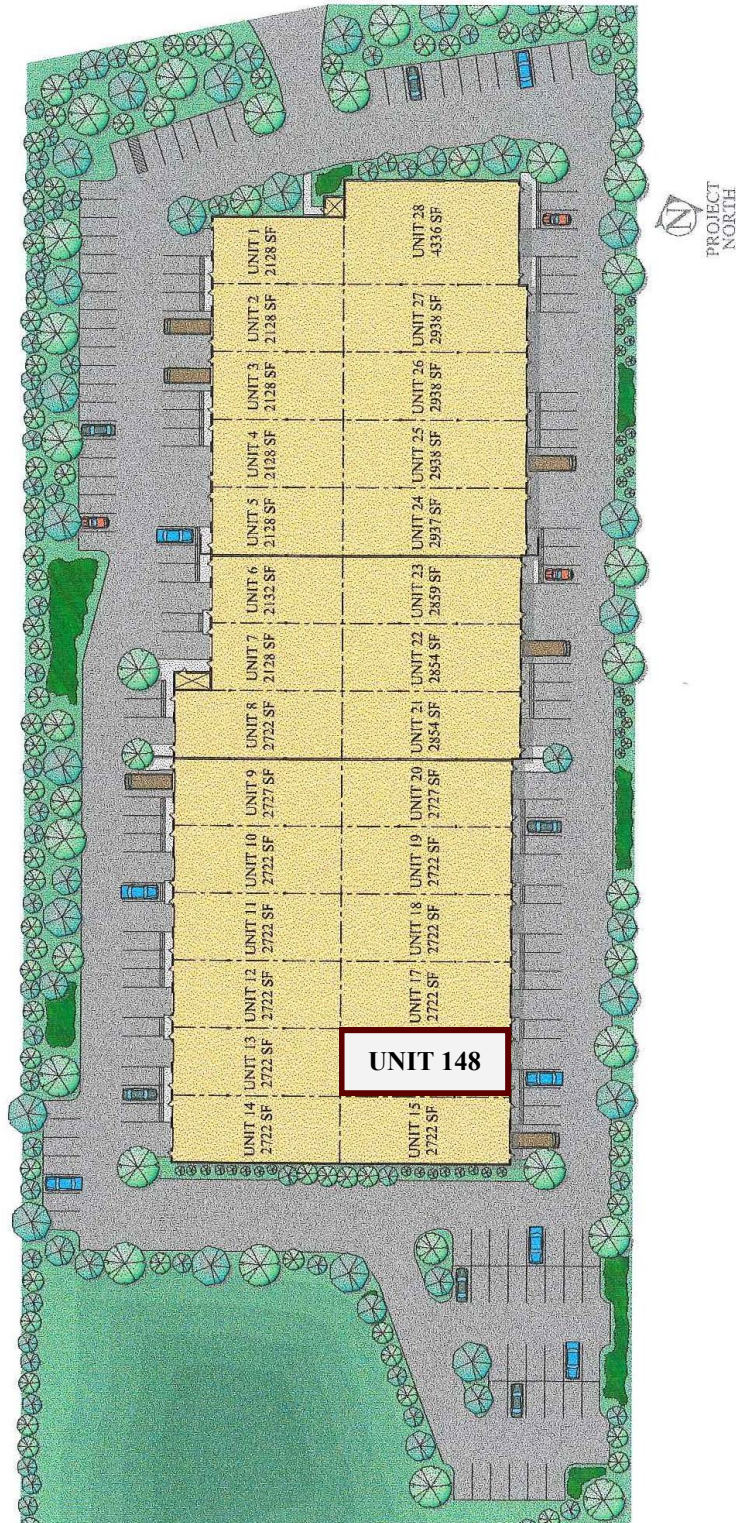 N
PROJECT
NORTH
UNIT 1
2128 SF
UNIT 28
4336 SF
UNIT 2
2128 SF
UNIT 27
2938 SF
UNIT 3
2128 SF
UNIT 26
2938 SF
UNIT 4
2128 SF
UNIT 25
2938 SF
UNIT 5
2128 SF
UNIT 24
2937 SF
UNIT 6
2132 SF
UNIT 23
2859 SF
UNIT 7
2128 SF
UNIT 22
2854 SF
UNIT 8
2722 SF
UNIT 21
2854 SF
UNIT 9
2727 SF
UNIT 20
2727 SF
UNIT 10
2722 SF
UNIT 19
2722 SF
UNIT 11
2722 SF
UNIT 18
2722 SF
UNIT 12
2722 SF
UNIT 17
2722 SF
UNIT 13
2722 SF
UNIT 148
UNIT 14
2722 SF
UNIT 15
2722 SF